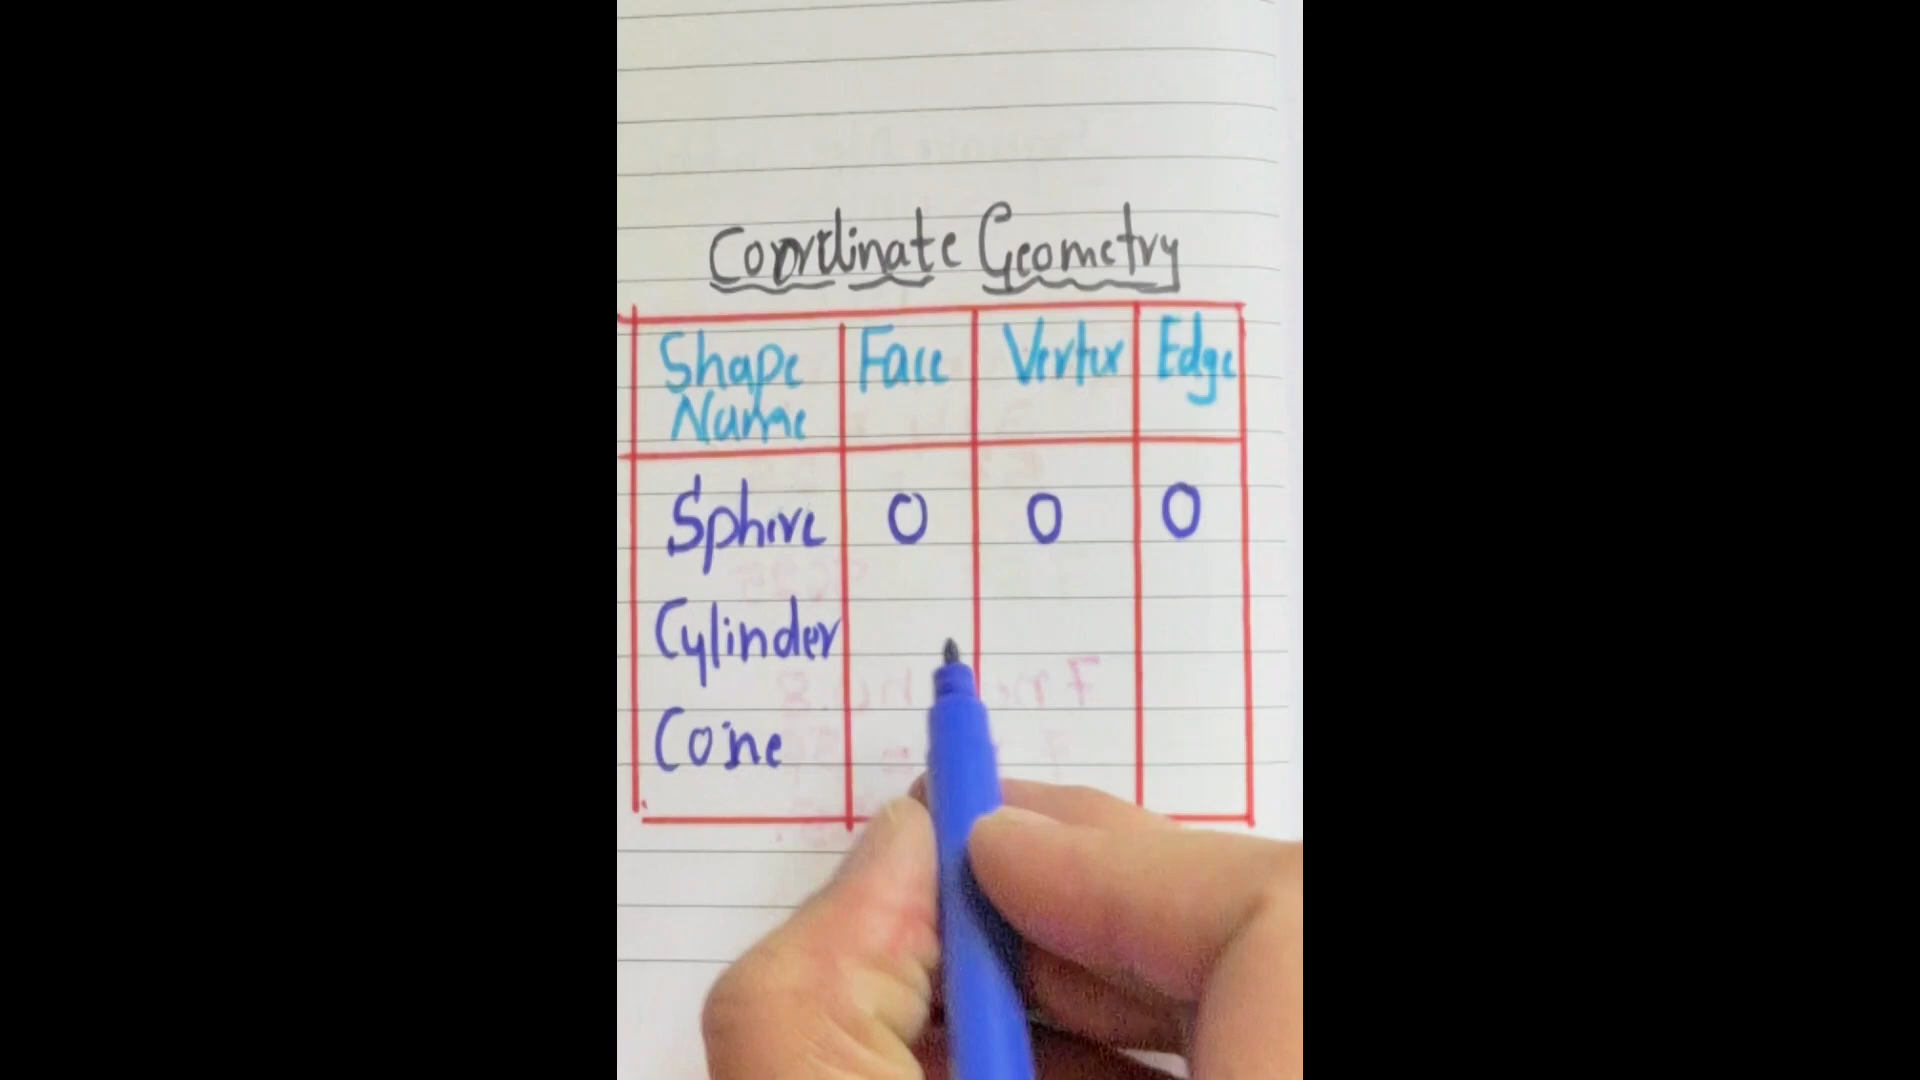 Coordinate Geometry
Shape Name Face Vertex Edge
Sphere 0 0 0
Cylinder
Cone